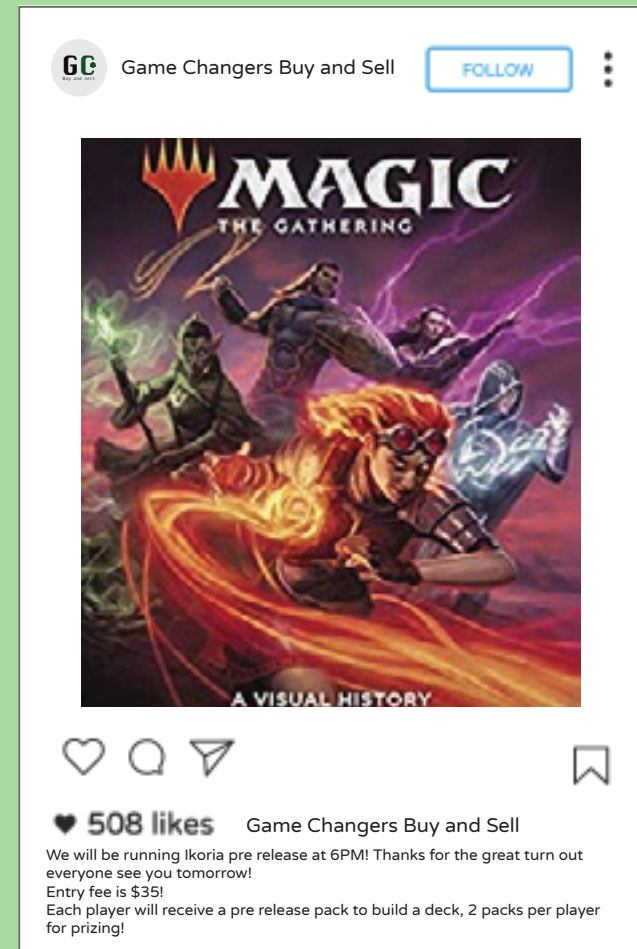 GC
Buy and Sell
Game Changers Buy and Sell
FOLLOW
MAGIC
THE GATHERING
A VISUAL HISTORY
508 likes
Game Changers Buy and Sell
We will be running Ikoria pre release at 6PM! Thanks for the great turn out
everyone see you tomorrow!
Entry fee is $35!
Each player will receive a pre release pack to build a deck, 2 packs per player
for prizing!